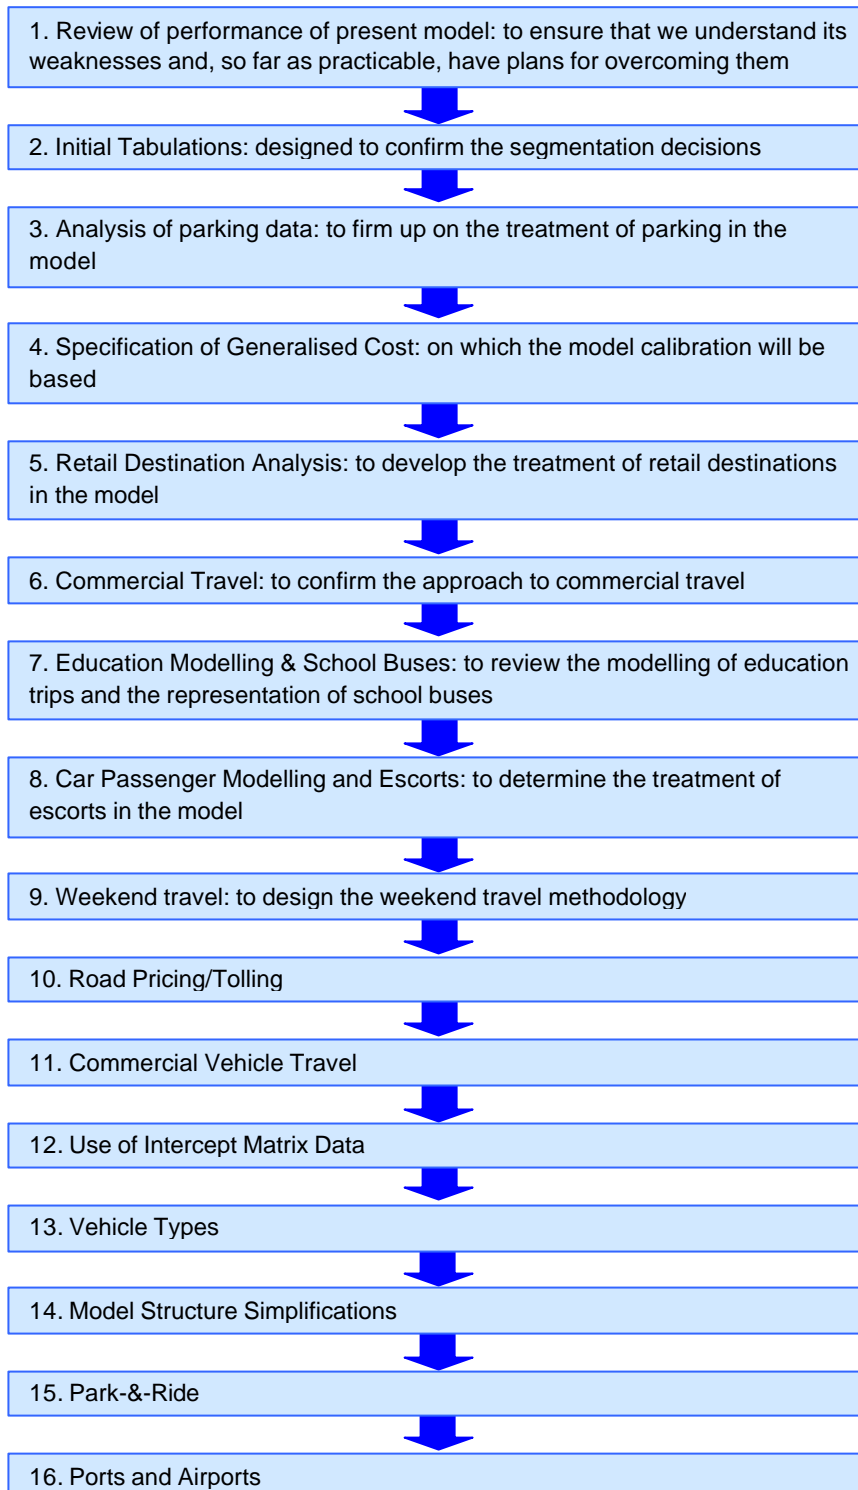 1. Review of performance of present model: to ensure that we understand its
weaknesses and, so far as practicable, have plans for overcoming them
2. Initial Tabulations: designed to confirm the segmentation decisions
3. Analysis of parking data: to firm up on the treatment of parking in the
model
4. Specification of Generalised Cost: on which the model calibration will be
based
5. Retail Destination Analysis: to develop the treatment of retail destinations
in the model
6. Commercial Travel: to confirm the approach to commercial travel
7. Education Modelling & School Buses: to review the modelling of education
trips and the representation of school buses
8. Car Passenger Modelling and Escorts: to determine the treatment of
escorts in the model
9. Weekend travel: to design the weekend travel methodology
10. Road Pricing/Tolling
11. Commercial Vehicle Travel
12. Use of Intercept Matrix Data
13. Vehicle Types
14. Model Structure Simplifications
15. Park-&-Ride
16. Ports and Airports